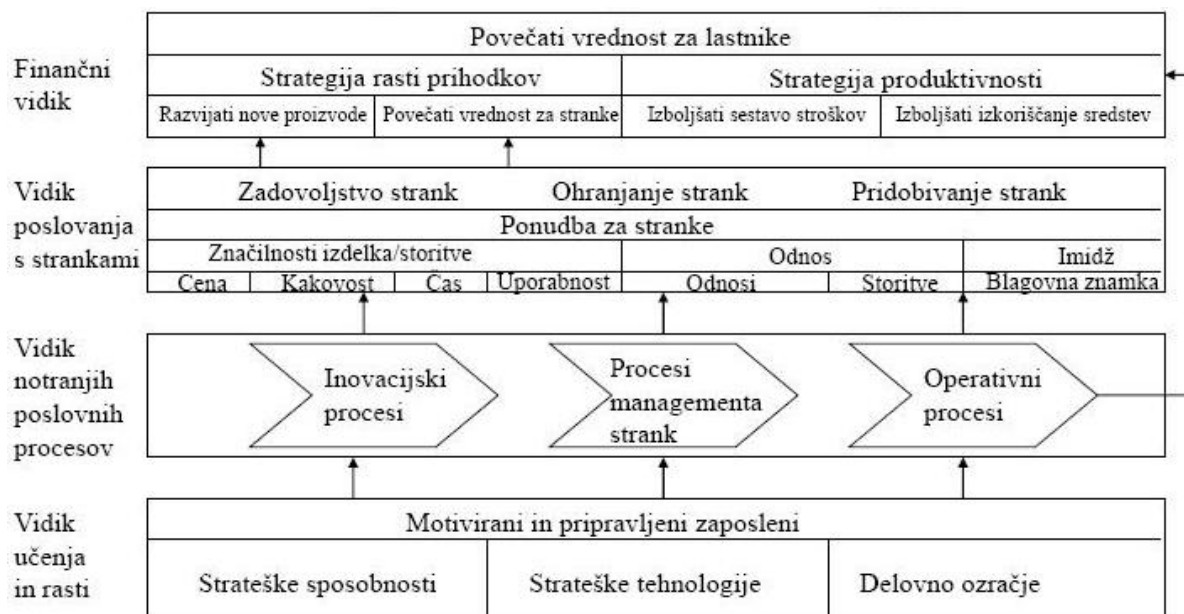 Finančni
vidik
Povečati vrednost za lastnike
Strategija rasti prihodkov
Strategija produktivnosti
Razvijati nove proizvode
Povečati vrednost za stranke
Izboljšati sestavo stroškov
Izboljšati izkoriščanje sredstev
Vidik
poslovanja
s strankami
Zadovoljstvo strank
Ohranjanje strank
Pridobivanje strank
Ponudba za stranke
Značilnosti izdelka/storitve
Odnos
Imidž
Cena
Kakovost
Čas
Uporabnost
Odnosi
Storitve
Blagovna znamka
Vidik
notranjih
poslovnih
procesov
Inovacijski
procesi
Procesi
managementa
strank
Operativni
procesi
Vidik
učenja
in rasti
Motivirani in pripravljeni zaposleni
Strateške sposobnosti
Strateške tehnologije
Delovno ozračje